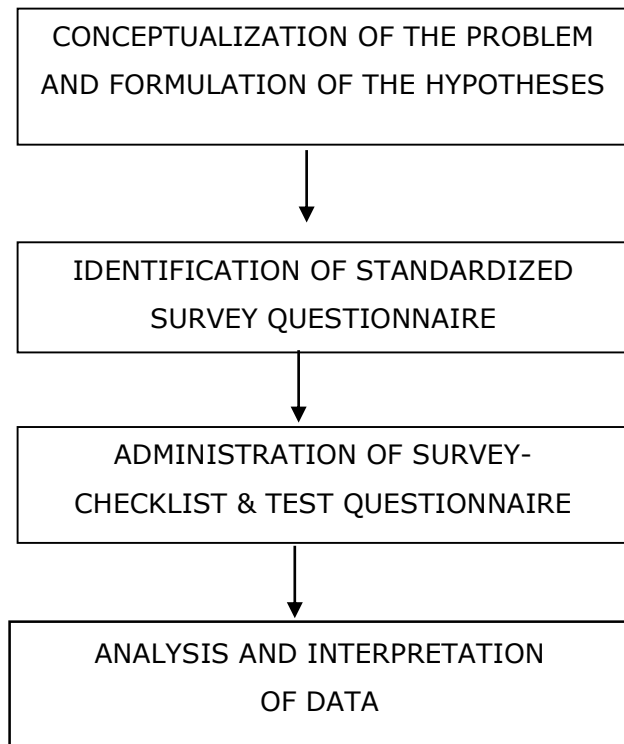 CONCEPTUALIZATION OF THE PROBLEM
AND FORMULATION OF THE HYPOTHESES
IDENTIFICATION OF STANDARDIZED
SURVEY QUESTIONNAIRE
ADMINISTRATION OF SURVEY-
CHECKLIST & TEST QUESTIONNAIRE
ANALYSIS AND INTERPRETATION
OF DATA